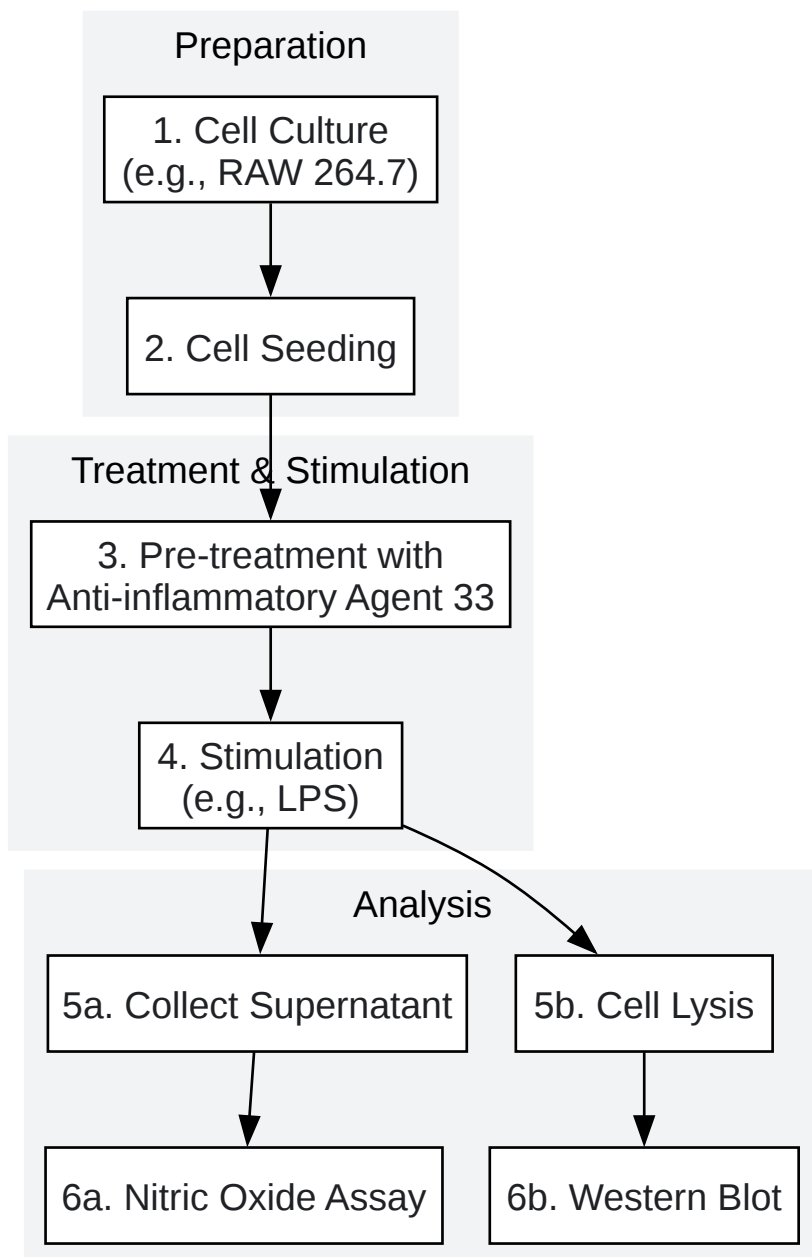 Preparation
1. Cell Culture
(e.g., RAW 264.7)
2. Cell Seeding
Treatment & Stimulation
3. Pre-treatment with
Anti-inflammatory Agent 33
4. Stimulation
(e.g., LPS)
Analysis
5a. Collect Supernatant
5b. Cell Lysis
6a. Nitric Oxide Assay
6b. Western Blot